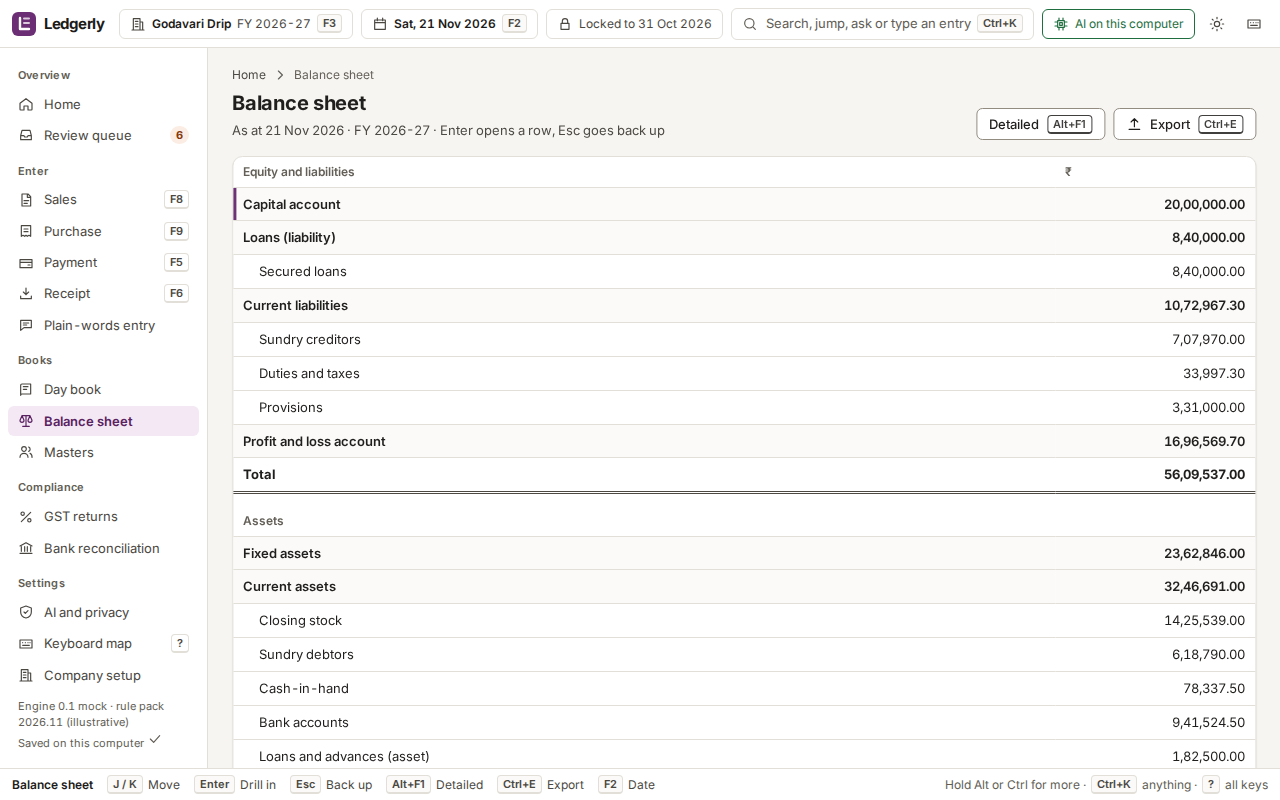 Ledgerly
Godavari Drip FY 2026-27 F3
Sat, 21 Nov 2026 F2
Locked to 31 Oct 2026
Search, jump, ask or type an entry Ctrl+K
AI on this computer
Overview
Home
Review queue 6
Enter
Sales F8
Purchase F9
Payment F5
Receipt F6
Plain-words entry
Books
Day book
Balance sheet
Masters
Compliance
GST returns
Bank reconciliation
Settings
AI and privacy
Keyboard map ?
Company setup
Engine 0.1 mock · rule pack
2026.11 (illustrative)
Saved on this computer
Home > Balance sheet
Balance sheet
As at 21 Nov 2026 · FY 2026-27 · Enter opens a row, Esc goes back up
Detailed Alt+F1
Export Ctrl+E
Equity and liabilities ₹
Capital account 20,00,000.00
Loans (liability) 8,40,000.00
Secured loans 8,40,000.00
Current liabilities 10,72,967.30
Sundry creditors 7,07,970.00
Duties and taxes 33,997.30
Provisions 3,31,000.00
Profit and loss account 16,96,569.70
Total 56,09,537.00
Assets
Fixed assets 23,62,846.00
Current assets 32,46,691.00
Closing stock 14,25,539.00
Sundry debtors 6,18,790.00
Cash-in-hand 78,337.50
Bank accounts 9,41,524.50
Loans and advances (asset) 1,82,500.00
Balance sheet J / K Move Enter Drill in Esc Back up Alt+F1 Detailed Ctrl+E Export F2 Date
Hold Alt or Ctrl for more · Ctrl+K anything · ? all keys